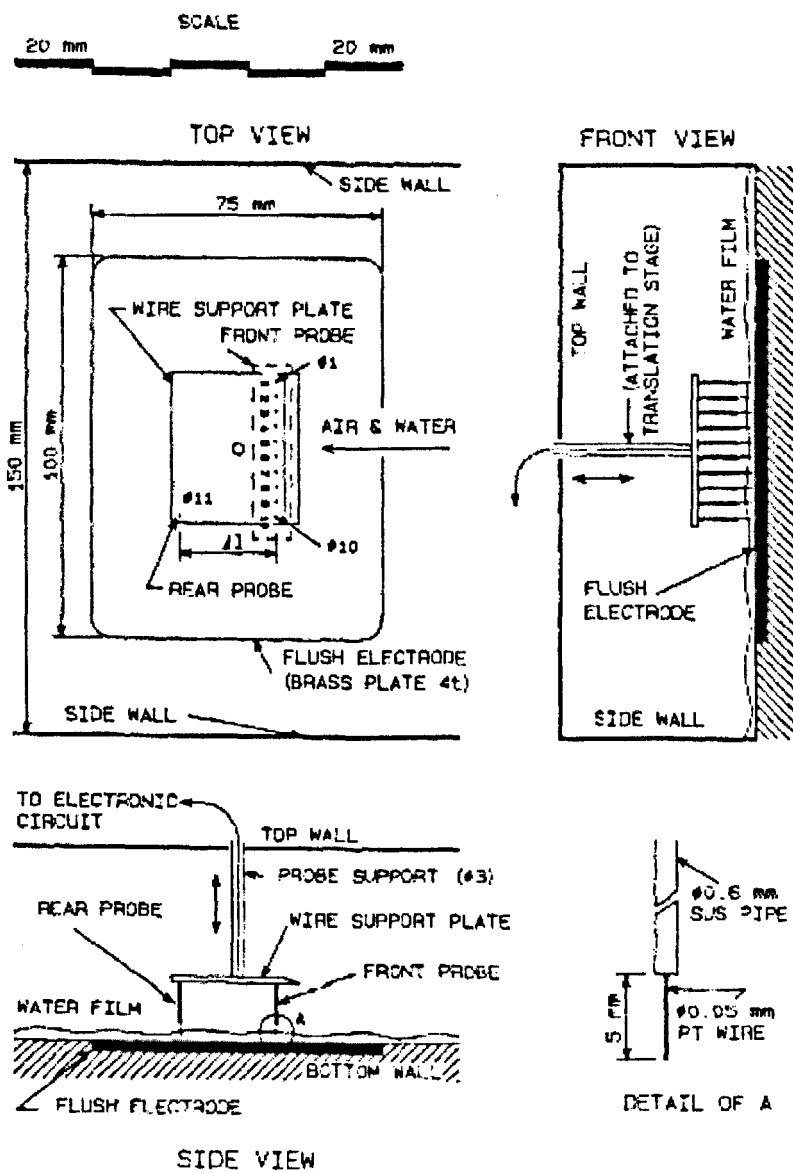 SCALE
20 mm 20 mm
TOP VIEW
SIDE WALL
75 mm
WIRE SUPPORT PLATE
FRONT PROBE
#1
AIR & WATER
150 mm
100 mm
#11
#10
Δl
REAR PROBE
FLUSH ELECTRODE
(BRASS PLATE 4t)
SIDE WALL
FRONT VIEW
TOP WALL
(ATTACHED TO
TRANSLATION STAGE)
WATER FILM
FLUSH
ELECTRODE
SIDE WALL
TO ELECTRONIC
CIRCUIT
TOP WALL
PROBE SUPPORT (ø3)
REAR PROBE
WIRE SUPPORT PLATE
FRONT PROBE
WATER FILM
A
BOTTOM WALL
FLUSH ELECTRODE
SIDE VIEW
ø0.6 mm
SUS PIPE
5 mm
ø0.05 mm
PT WIRE
DETAIL OF A